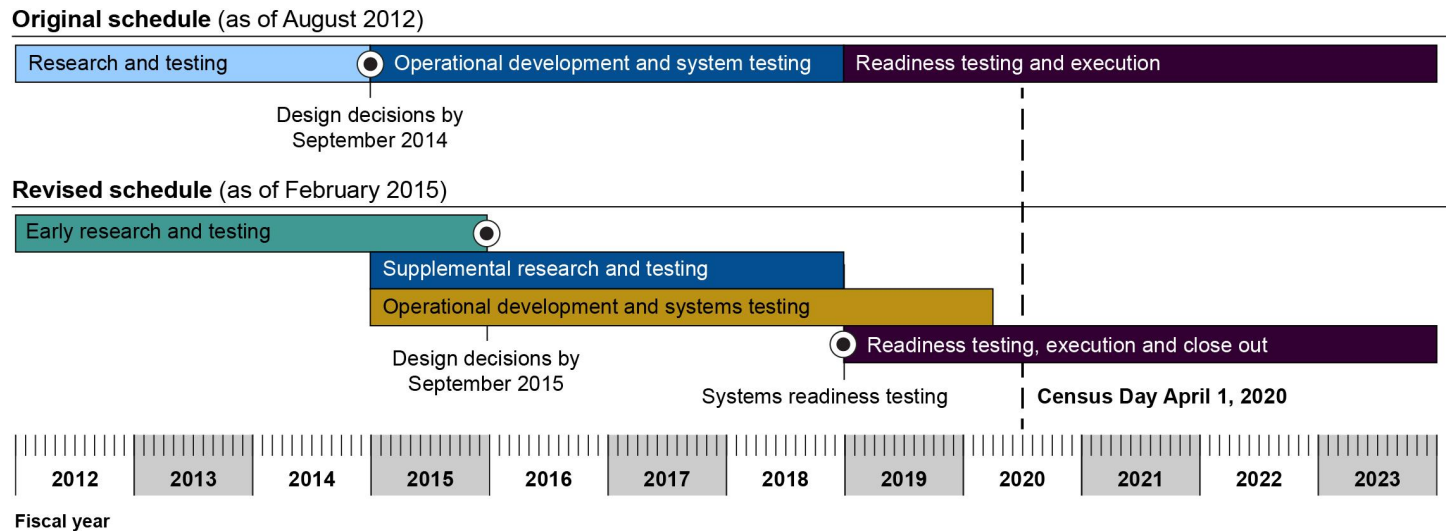 Original schedule (as of August 2012)
Research and testing
Operational development and system testing
Readiness testing and execution
Design decisions by
September 2014
Revised schedule (as of February 2015)
Early research and testing
Supplemental research and testing
Operational development and systems testing
Design decisions by
September 2015
Readiness testing, execution and close out
Systems readiness testing
Census Day April 1, 2020
2012 2013 2014 2015 2016 2017 2018 2019 2020 2021 2022 2023
Fiscal year